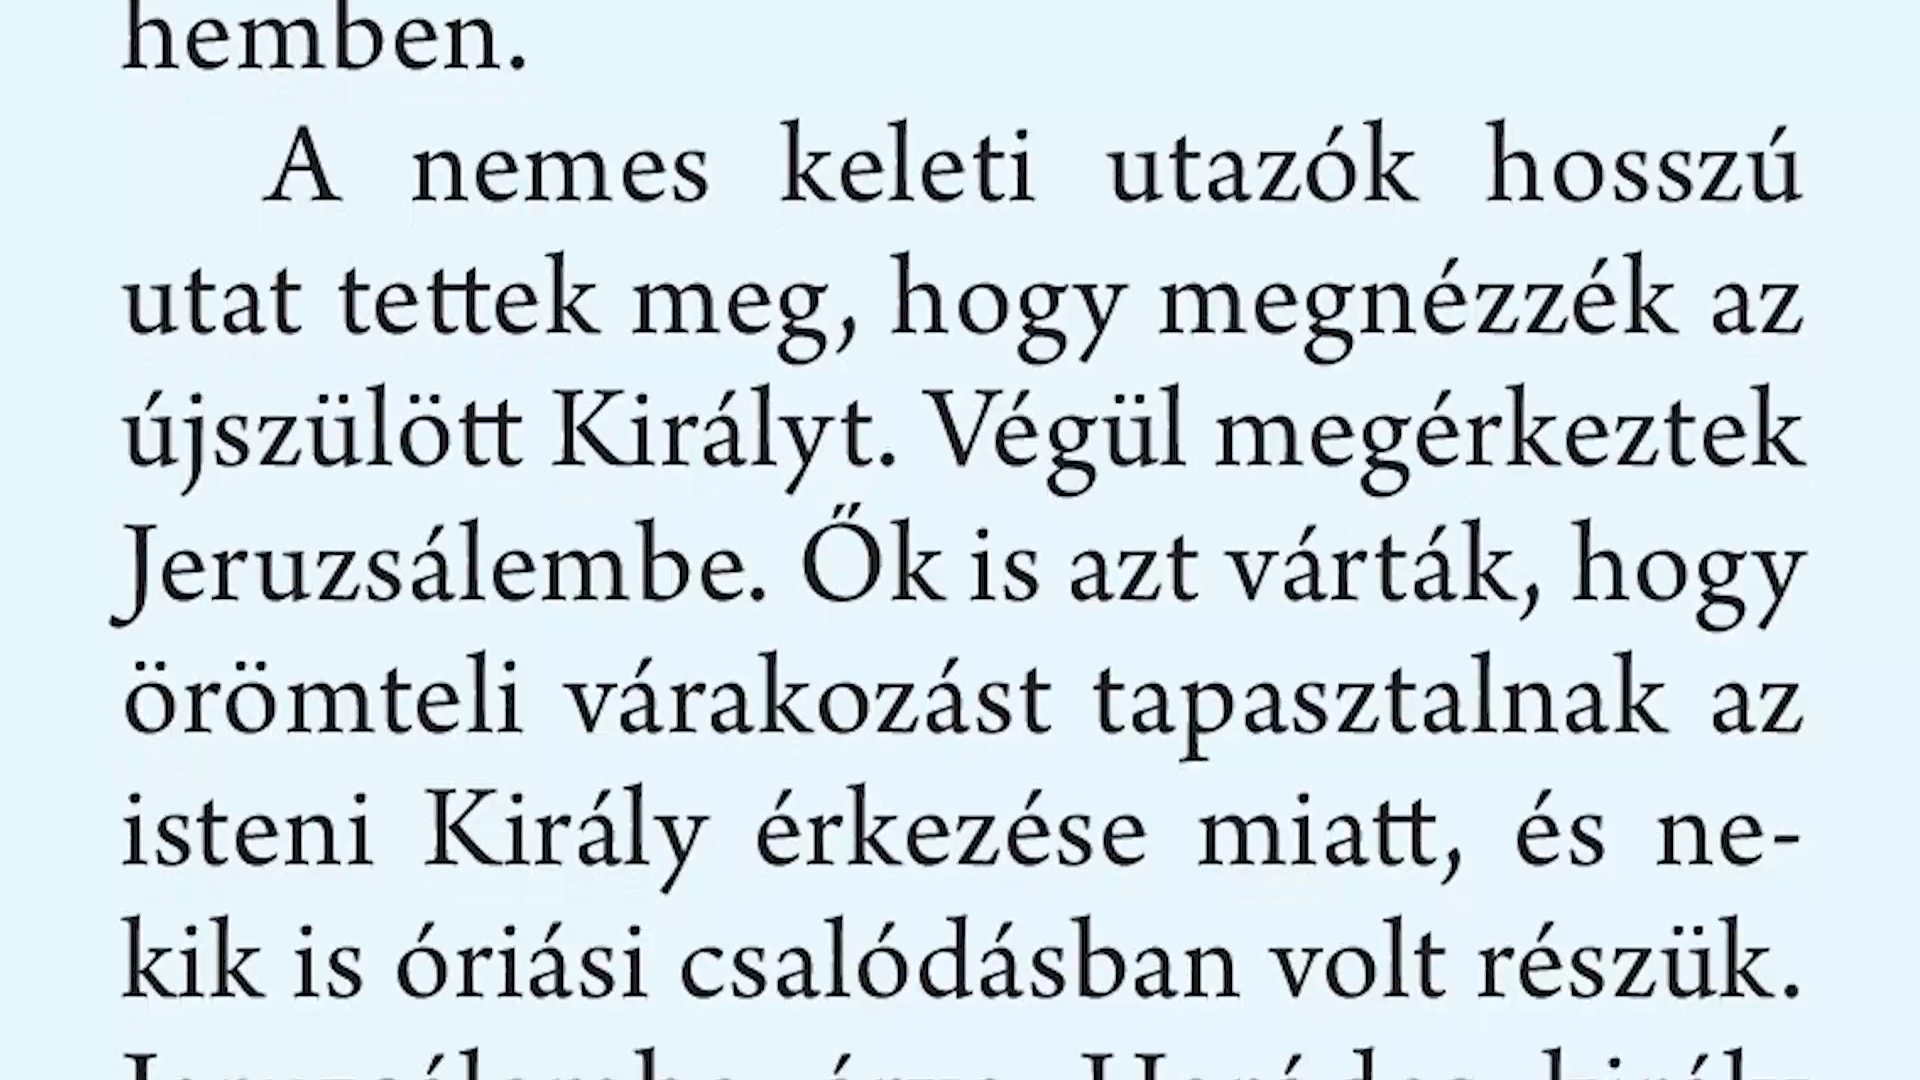 hemben.
A nemes keleti utazók hosszú
utat tettek meg, hogy megnézzék az
újszülött Királyt. Végül megérkeztek
Jeruzsálembe. Ők is azt várták, hogy
örömteli várakozást tapasztalnak az
isteni Király érkezése miatt, és ne-
kik is óriási csalódásban volt részük.